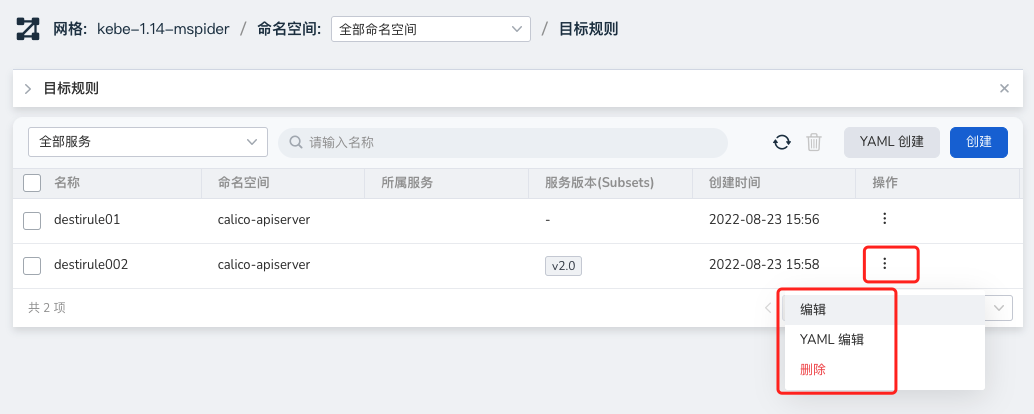 网格: kebe-1.14-mspider / 命名空间: 全部命名空间 / 目标规则
目标规则
全部服务 请输入名称 YAML 创建 创建
名称 命名空间 所属服务 服务版本(Subsets) 创建时间 操作
destirule01 calico-apiserver - 2022-08-23 15:56
destirule002 calico-apiserver v2.0 2022-08-23 15:58
共 2 项
编辑
YAML 编辑
删除